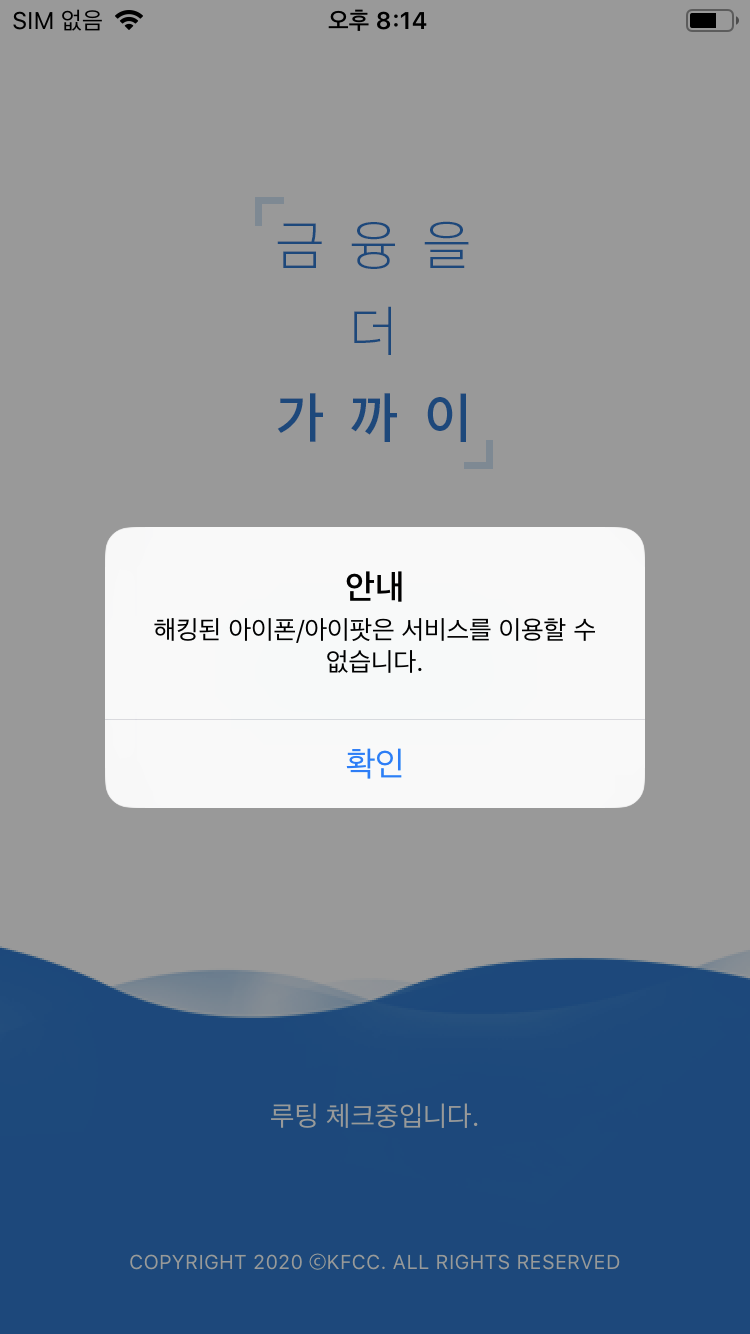 SIM 없음
오후 8:14
금융을
더
가까이
안내
해킹된 아이폰/아이팟은 서비스를 이용할 수
없습니다.
확인
루팅 체크중입니다.
COPYRIGHT 2020 ⓒKFCC. ALL RIGHTS RESERVED